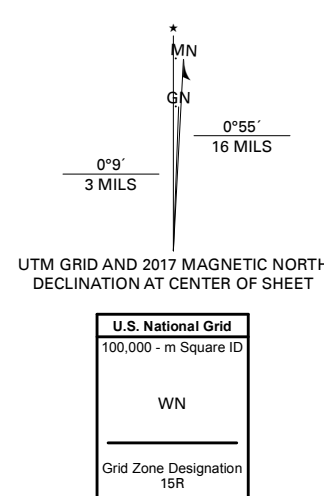 ★
MN
GN
0°55´
16 MILS
0°9´
3 MILS
UTM GRID AND 2017 MAGNETIC NORTH
DECLINATION AT CENTER OF SHEET
U.S. National Grid
100,000 - m Square ID
WN
Grid Zone Designation
15R